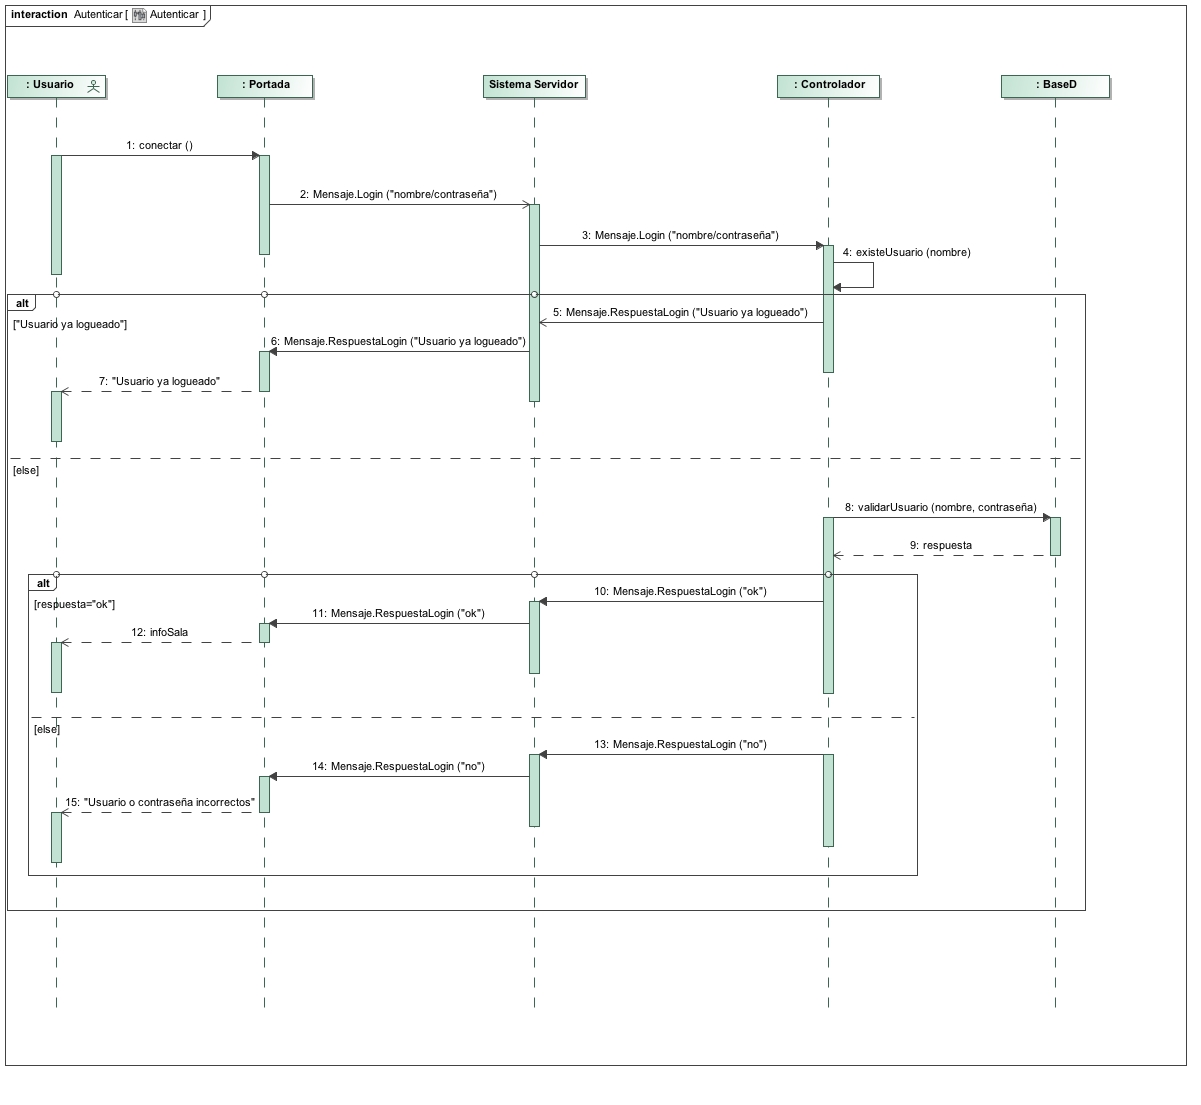 interaction Autenticar [ Autenticar ]
: Usuario
: Portada
Sistema Servidor
: Controlador
: BaseD
1: conectar ()
2: Mensaje.Login ("nombre/contraseña")
3: Mensaje.Login ("nombre/contraseña")
4: existeUsuario (nombre)
alt
["Usuario ya logueado"]
5: Mensaje.RespuestaLogin ("Usuario ya logueado")
6: Mensaje.RespuestaLogin ("Usuario ya logueado")
7: "Usuario ya logueado"
[else]
8: validarUsuario (nombre, contraseña)
9: respuesta
alt
[respuesta="ok"]
10: Mensaje.RespuestaLogin ("ok")
11: Mensaje.RespuestaLogin ("ok")
12: infoSala
[else]
13: Mensaje.RespuestaLogin ("no")
14: Mensaje.RespuestaLogin ("no")
15: "Usuario o contraseña incorrectos"